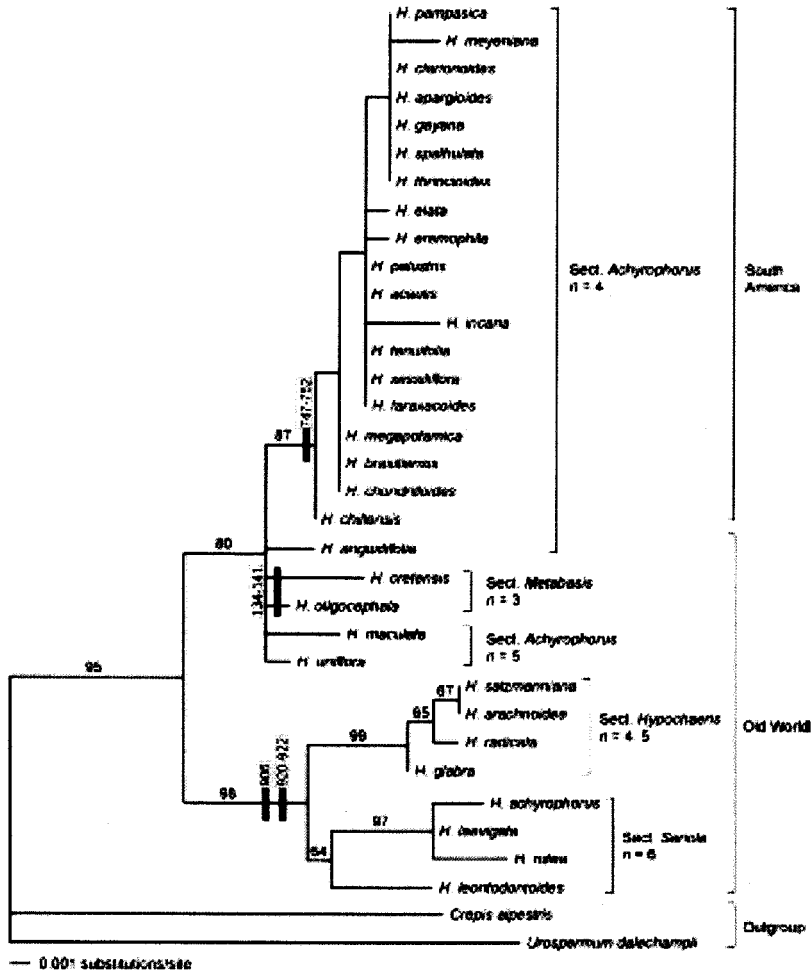 H. pampasica
H. meyeniana
H. clarionoides
H. apargioides
H. gayana
H. spathulata
H. thrincioides
H. elata
H. eremophila
H. palustris
H. acaulis
H. incana
H. tenuifolia
H. sessiliflora
H. taraxacoides
H. megapotamica
H. brasiliensis
H. chondrilloides
H. chillensis
H. angustifolia
H. cretensis
H. oligocephala
H. maculata
H. uniflora
H. salzmanniana
H. arachnoidea
H. radicata
H. glabra
H. achyrophorus
H. laevigata
H. rutea
H. leontodontoides
Crepis alpestris
Urospermum dalechampii
Sect. Achyrophorus
n = 4
South
America
Sect. Metabasis
n = 3
Sect. Achyrophorus
n = 5
Sect. Hypochaeris
n = 4, 5
Sect. Seriola
n = 6
Old World
Outgroup
87
747-752
80
134-141
95
98
906
920-922
99
95
67
97
64
0.001 substitutions/site